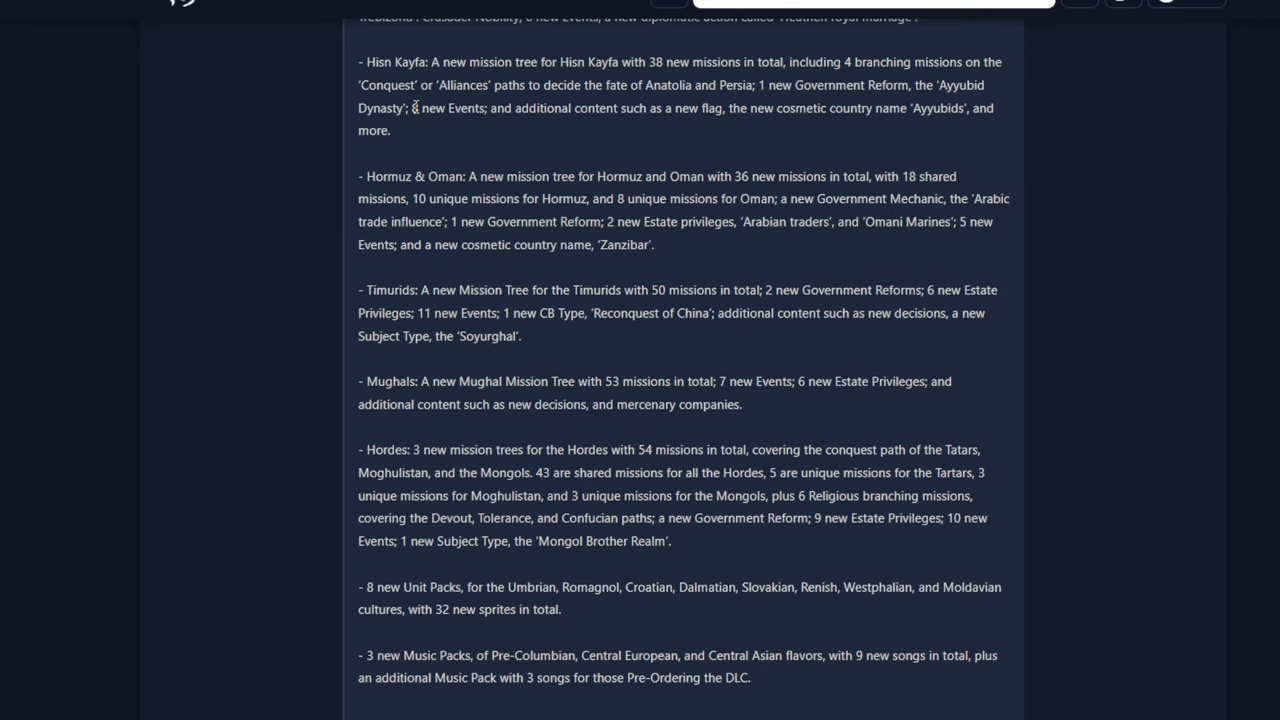 Trebizond : Crusader Nobility, 6 new Events, a new diplomatic action called 'Heathen royal marriage'.
- Hisn Kayfa: A new mission tree for Hisn Kayfa with 38 new missions in total, including 4 branching missions on the
‘Conquest’ or ‘Alliances’ paths to decide the fate of Anatolia and Persia; 1 new Government Reform, the ‘Ayyubid
Dynasty’; new Events; and additional content such as a new flag, the new cosmetic country name ‘Ayyubids’, and
more.
- Hormuz & Oman: A new mission tree for Hormuz and Oman with 36 new missions in total, with 18 shared
missions, 10 unique missions for Hormuz, and 8 unique missions for Oman; a new Government Mechanic, the ‘Arabic
trade influence’; 1 new Government Reform; 2 new Estate privileges, ‘Arabian traders’, and ‘Omani Marines’; 5 new
Events; and a new cosmetic country name, ‘Zanzibar’.
- Timurids: A new Mission Tree for the Timurids with 50 missions in total; 2 new Government Reforms; 6 new Estate
Privileges; 11 new Events; 1 new CB Type, ‘Reconquest of China’; additional content such as new decisions, a new
Subject Type, the ‘Soyurghal’.
- Mughals: A new Mughal Mission Tree with 53 missions in total; 7 new Events; 6 new Estate Privileges; and
additional content such as new decisions, and mercenary companies.
- Hordes: 3 new mission trees for the Hordes with 54 missions in total, covering the conquest path of the Tatars,
Moghulistan, and the Mongols. 43 are shared missions for all the Hordes, 5 are unique missions for the Tartars, 3
unique missions for Moghulistan, and 3 unique missions for the Mongols, plus 6 Religious branching missions,
covering the Devout, Tolerance, and Confucian paths; a new Government Reform; 9 new Estate Privileges; 10 new
Events; 1 new Subject Type, the ‘Mongol Brother Realm’.
- 8 new Unit Packs, for the Umbrian, Romagnol, Croatian, Dalmatian, Slovakian, Renish, Westphalian, and Moldavian
cultures, with 32 new sprites in total.
- 3 new Music Packs, of Pre-Columbian, Central European, and Central Asian flavors, with 9 new songs in total, plus
an additional Music Pack with 3 songs for those Pre-Ordering the DLC.